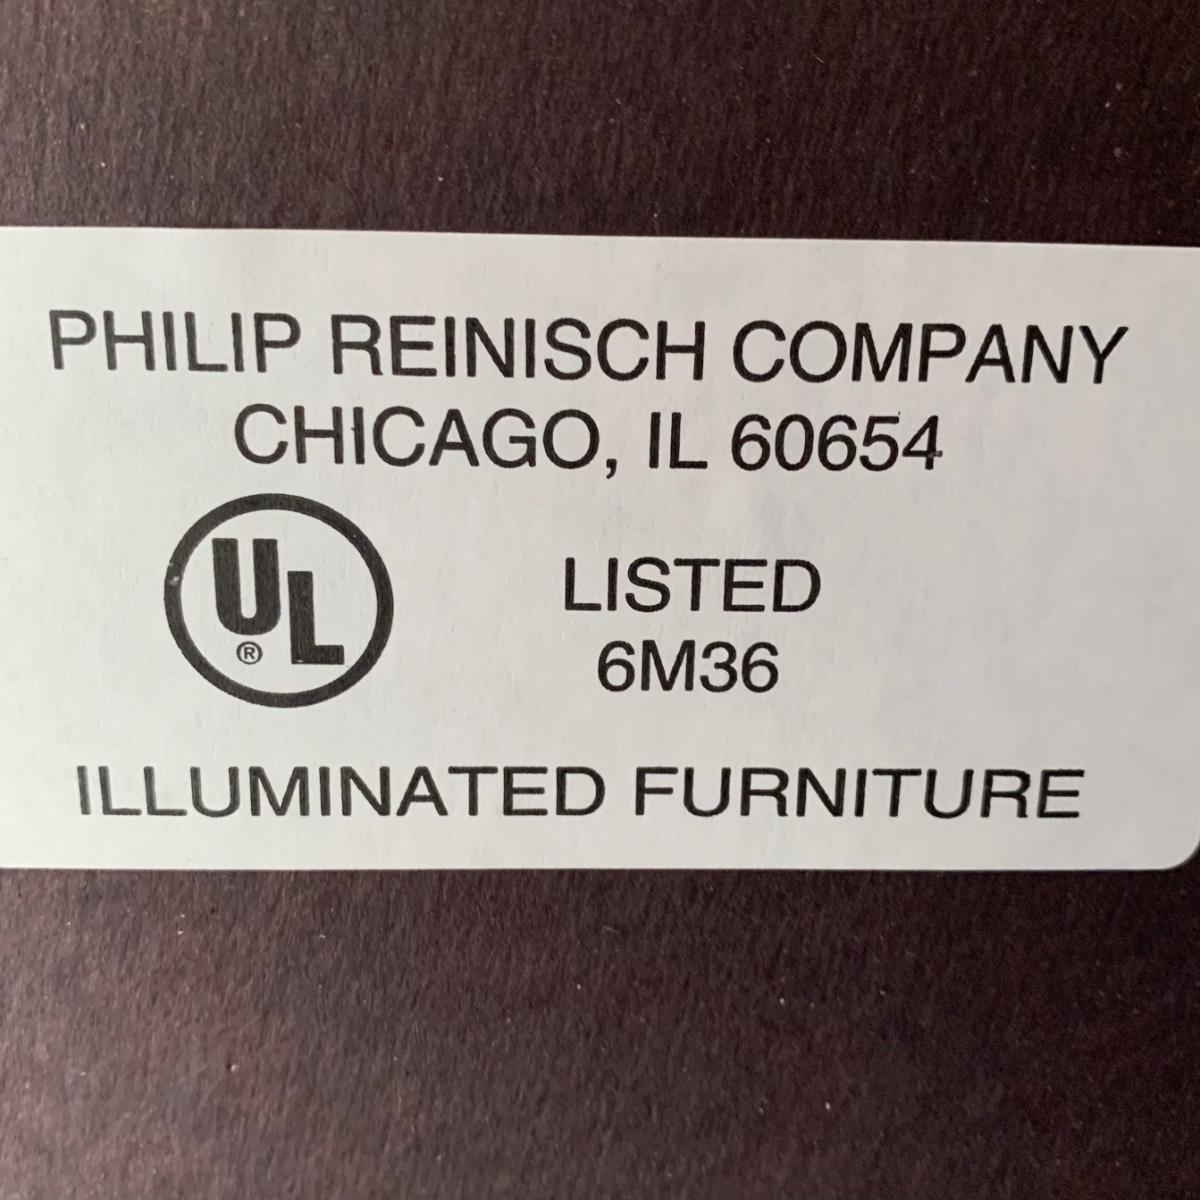 PHILIP REINISCH COMPANY
CHICAGO, IL 60654
UL ®
LISTED
6M36
ILLUMINATED FURNITURE